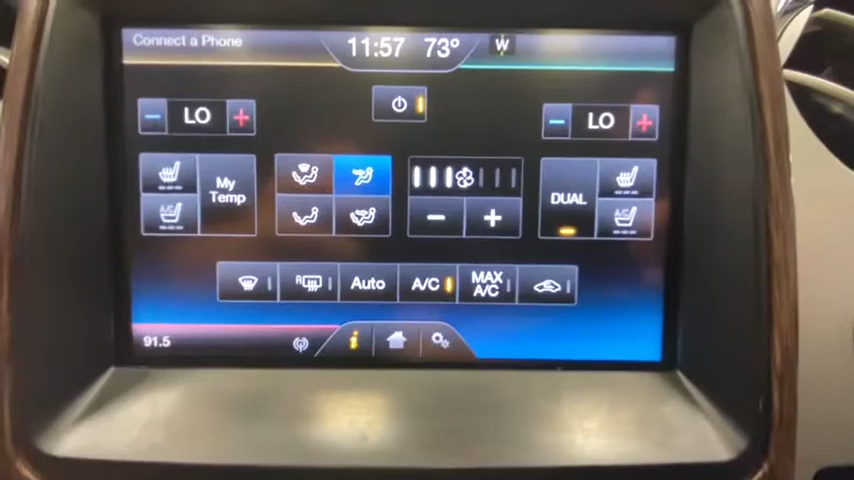 Connect a Phone
11:57 73° W
LO
LO
My
Temp
DUAL
A/C
A/C
R
Auto
A/C
MAX
A/C
91.5
i